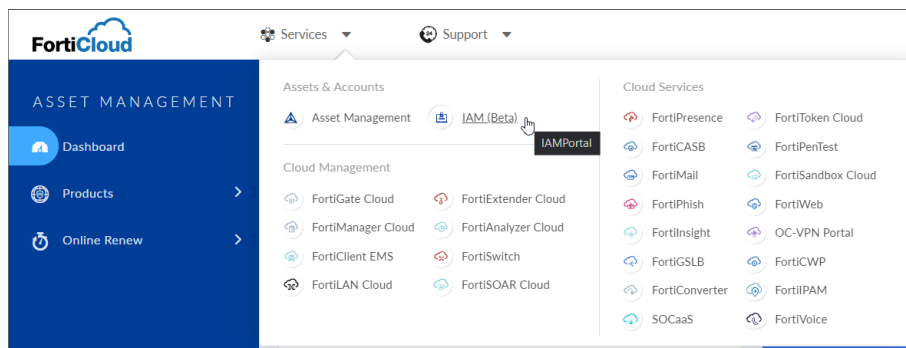 FortiCloud
Services
24
Support
ASSET MANAGEMENT
Dashboard
Products
Online Renew
Assets & Accounts
Asset Management
IAM (Beta)
IAMPortal
Cloud Management
FortiGate Cloud
FortiExtender Cloud
FortiManager Cloud
FortiAnalyzer Cloud
FortiClient EMS
FortiSwitch
FortiLAN Cloud
FortiSOAR Cloud
Cloud Services
FortiPresence
FortiToken Cloud
FortiCASB
FortiPenTest
FortiMail
FortiSandbox Cloud
FortiPhish
FortiWeb
FortiInsight
OC-VPN Portal
FortiGSLB
FortiCWP
FortiConverter
FortiIPAM
SOCaaS
FortiVoice